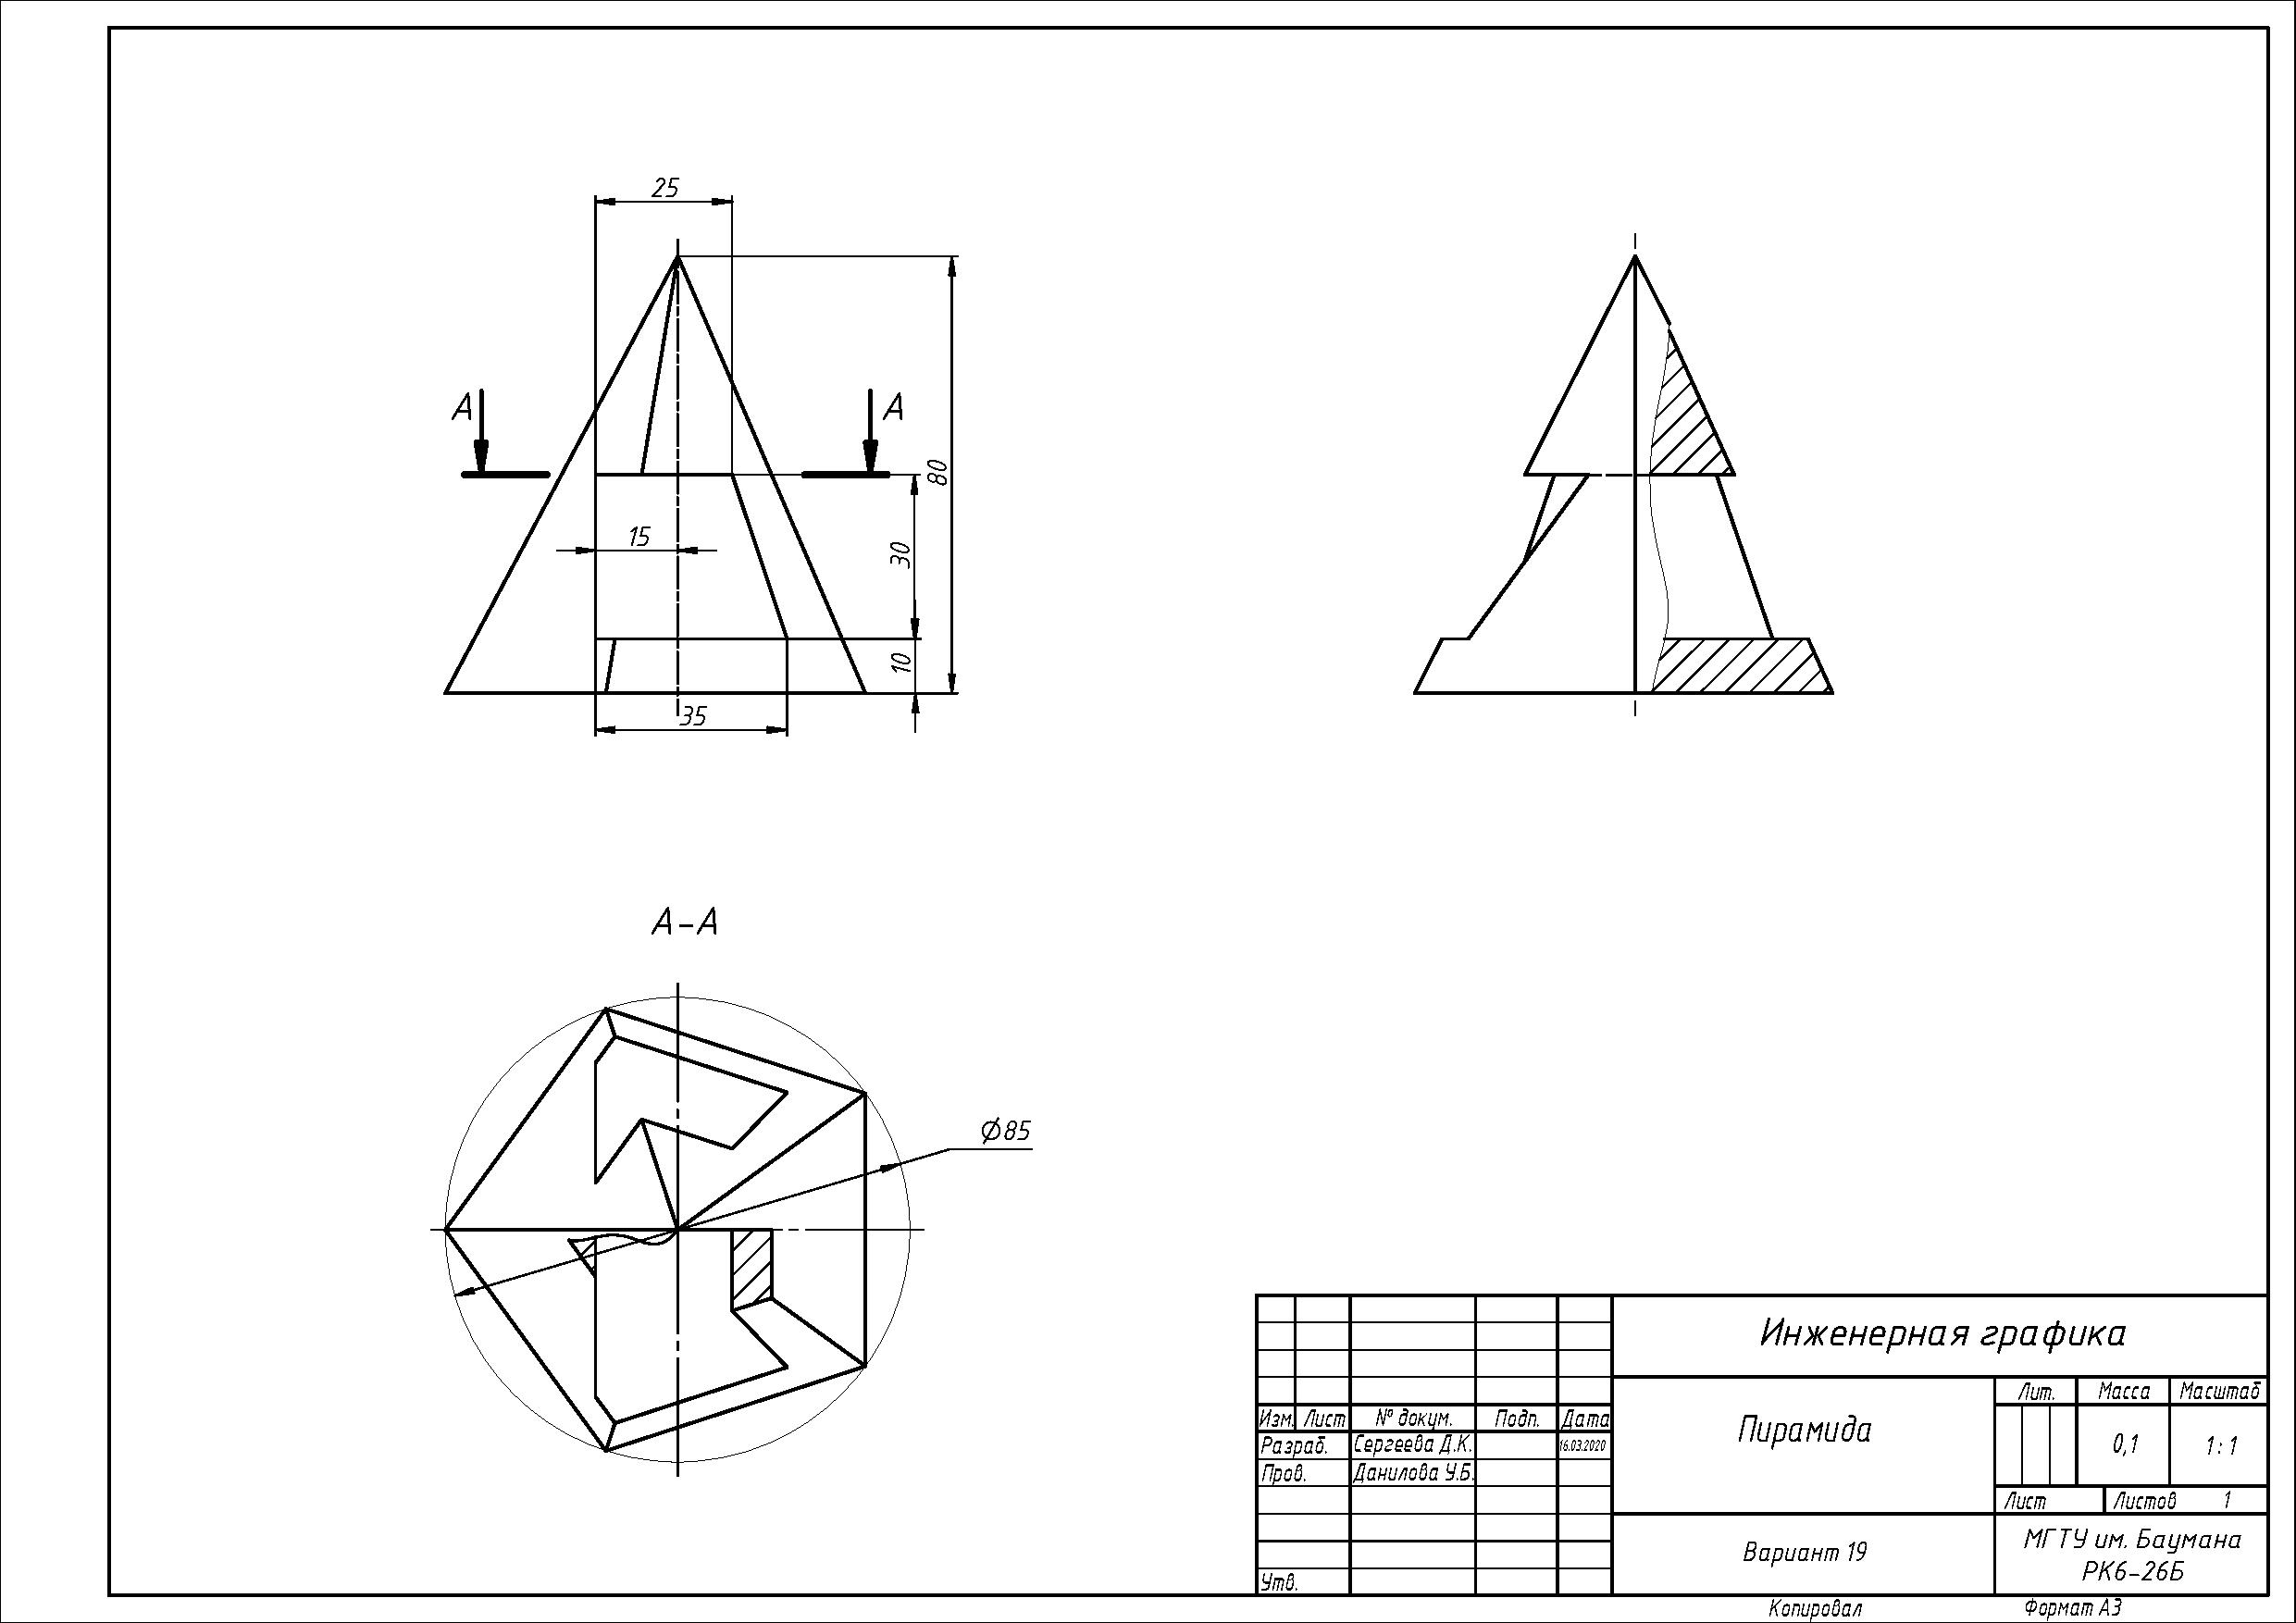 25
А
А
80
15
30
10
35
А-А
⌀85
Инженерная графика
Пирамида
Лит.
Масса
Масштаб
0,1
1:1
Изм.
Лист
№ докум.
Подп.
Дата
Разраб.
Сергеева Д.К.
16.03.2020
Пров.
Данилова У.Б.
Лист
Листов 1
Вариант 19
МГТУ им. Баумана
РК6-26Б
Утв.
Копировал
Формат А3